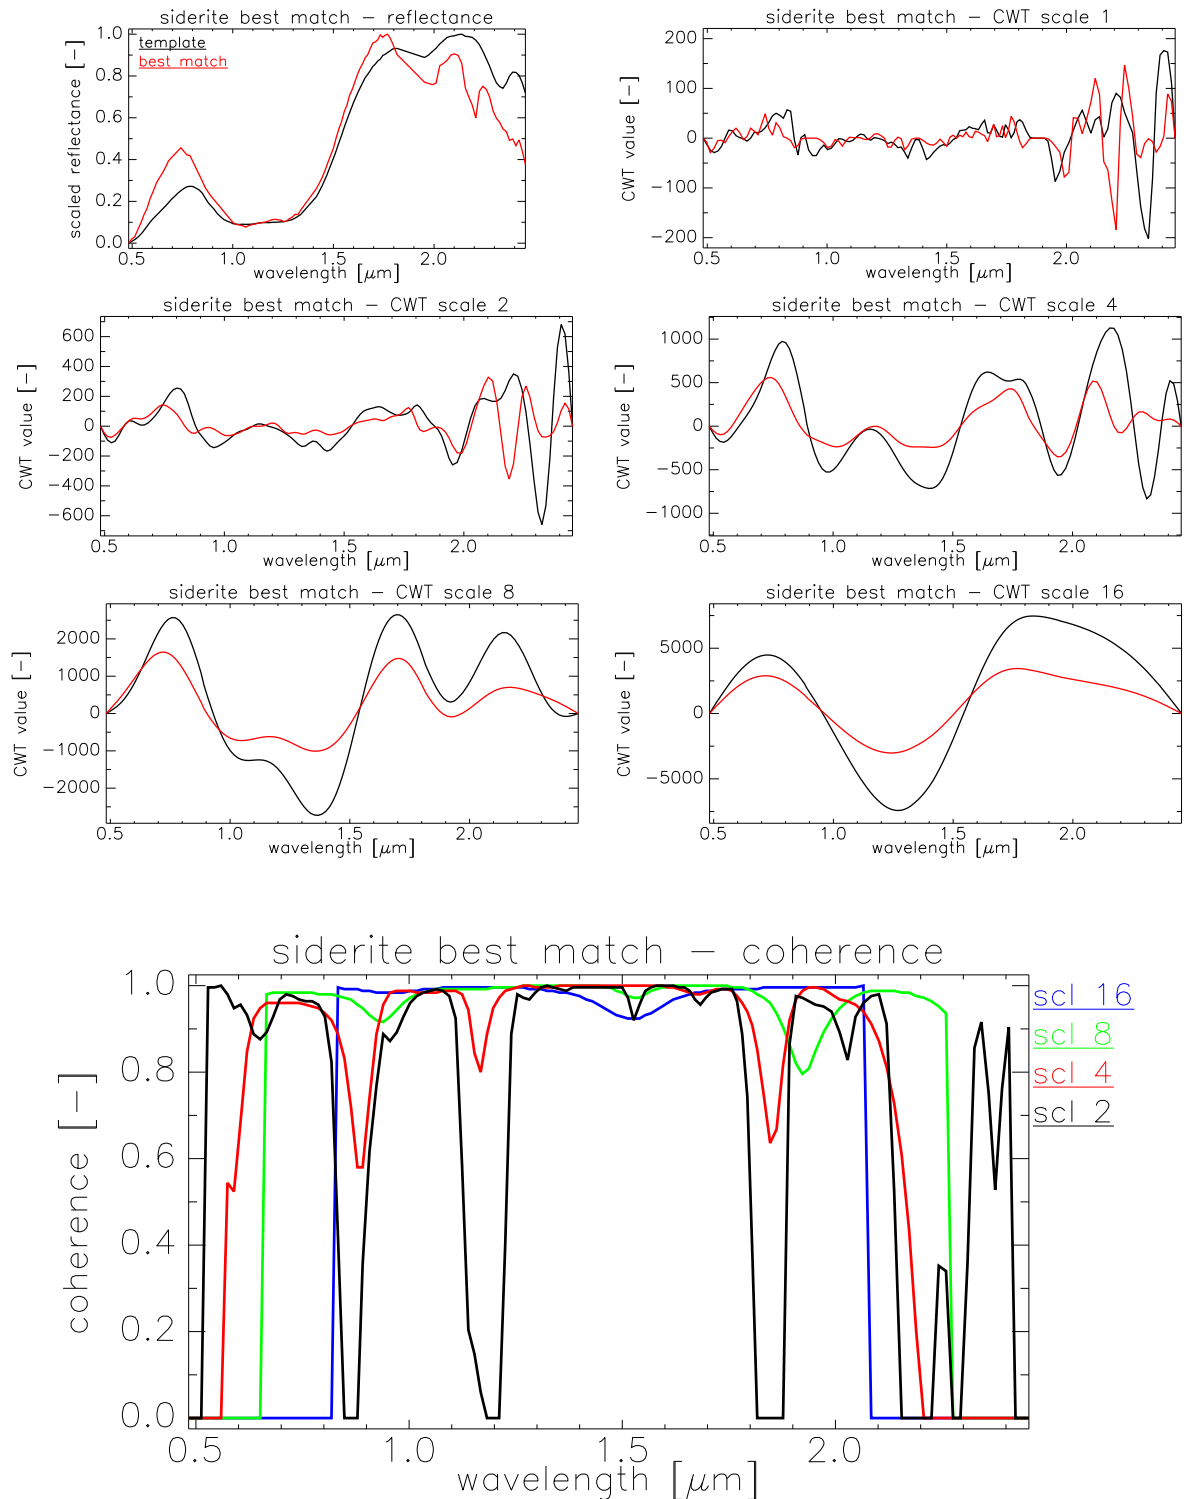 siderite best match – reflectance
scaled reflectance [–]
1.0
0.8
0.6
0.4
0.2
0.0
template
best match
0.5 1.0 1.5 2.0
wavelength [μm]
siderite best match – CWT scale 1
CWT value [–]
200
100
0
−100
−200
0.5 1.0 1.5 2.0
wavelength [μm]
siderite best match – CWT scale 2
CWT value [–]
600
400
200
0
−200
−400
−600
0.5 1.0 1.5 2.0
wavelength [μm]
siderite best match – CWT scale 4
CWT value [–]
1000
500
0
−500
−1000
0.5 1.0 1.5 2.0
wavelength [μm]
siderite best match – CWT scale 8
CWT value [–]
2000
1000
0
−1000
−2000
0.5 1.0 1.5 2.0
wavelength [μm]
siderite best match – CWT scale 16
CWT value [–]
5000
0
−5000
0.5 1.0 1.5 2.0
wavelength [μm]
siderite best match – coherence
coherence [–]
1.0
0.8
0.6
0.4
0.2
0.0
0.5 1.0 1.5 2.0
wavelength [μm]
scl 16
scl 8
scl 4
scl 2